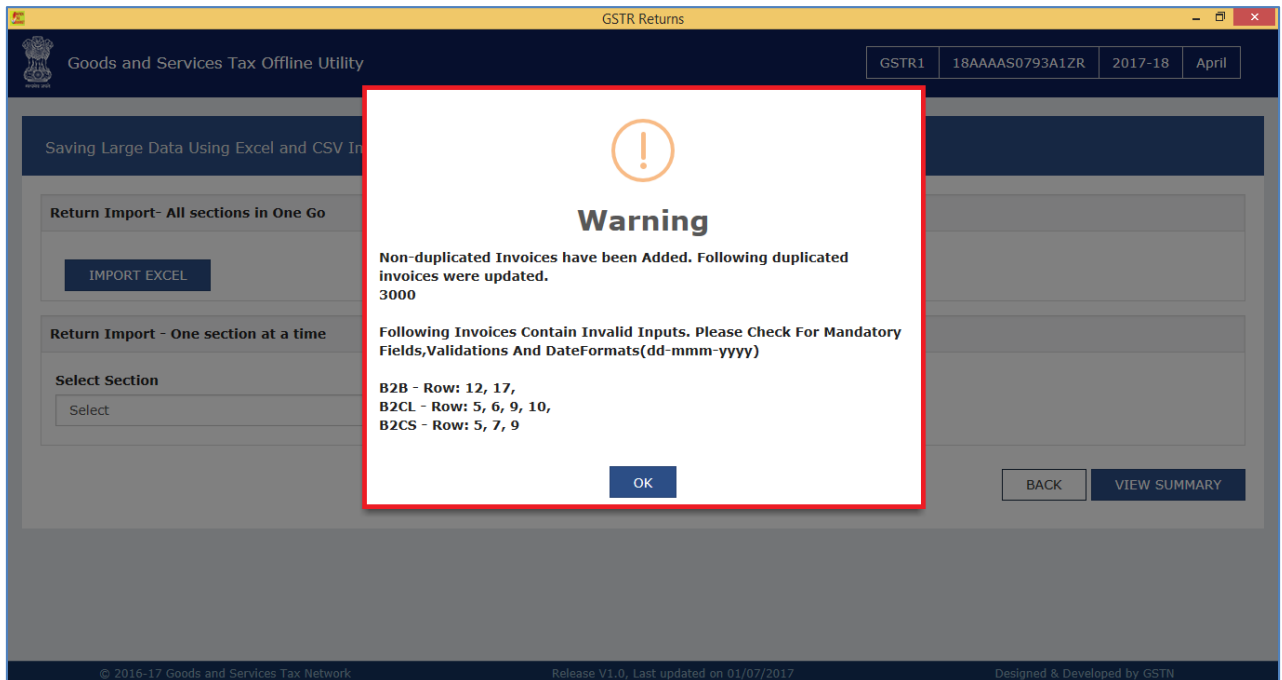 GSTR Returns
Goods and Services Tax Offline Utility
GSTR1 18AAAAS0793A1ZR 2017-18 April
Saving Large Data Using Excel and CSV In
Return Import- All sections in One Go
IMPORT EXCEL
Return Import - One section at a time
Select Section
Select
Warning
Non-duplicated Invoices have been Added. Following duplicated
invoices were updated.
3000
Following Invoices Contain Invalid Inputs. Please Check For Mandatory
Fields,Validations And DateFormats(dd-mmm-yyyy)
B2B - Row: 12, 17,
B2CL - Row: 5, 6, 9, 10,
B2CS - Row: 5, 7, 9
OK
BACK VIEW SUMMARY
© 2016-17 Goods and Services Tax Network Release V1.0, Last updated on 01/07/2017 Designed & Developed by GSTN